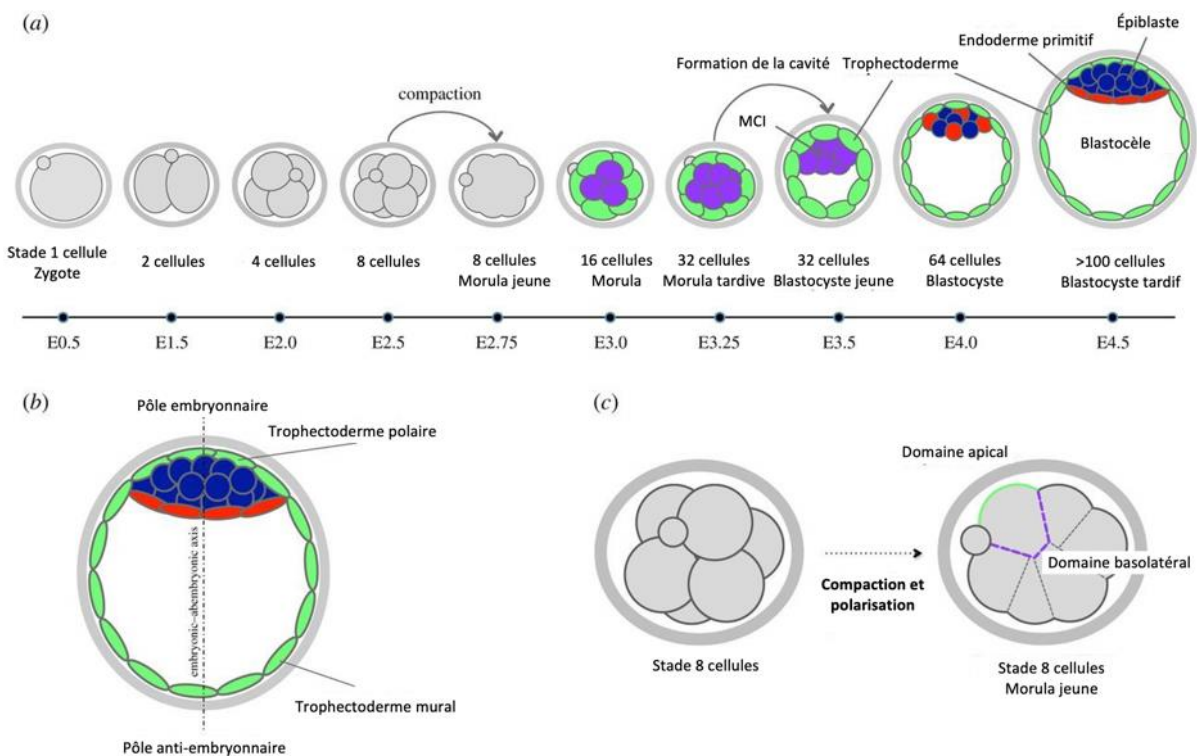 (a)
Épiblaste
Endoderme primitif
Formation de la cavité
Trophectoderme
compaction
MCI
Blastocèle
Stade 1 cellule
Zygote
2 cellules
4 cellules
8 cellules
8 cellules
Morula jeune
16 cellules
Morula
32 cellules
Morula tardive
32 cellules
Blastocyste jeune
64 cellules
Blastocyste
>100 cellules
Blastocyste tardif
E0.5
E1.5
E2.0
E2.5
E2.75
E3.0
E3.25
E3.5
E4.0
E4.5
(b)
Pôle embryonnaire
Trophectoderme polaire
embryonic–abembryonic axis
Trophectoderme mural
Pôle anti-embryonnaire
(c)
Domaine apical
Domaine basolatéral
Compaction et
polarisation
Stade 8 cellules
Stade 8 cellules
Morula jeune